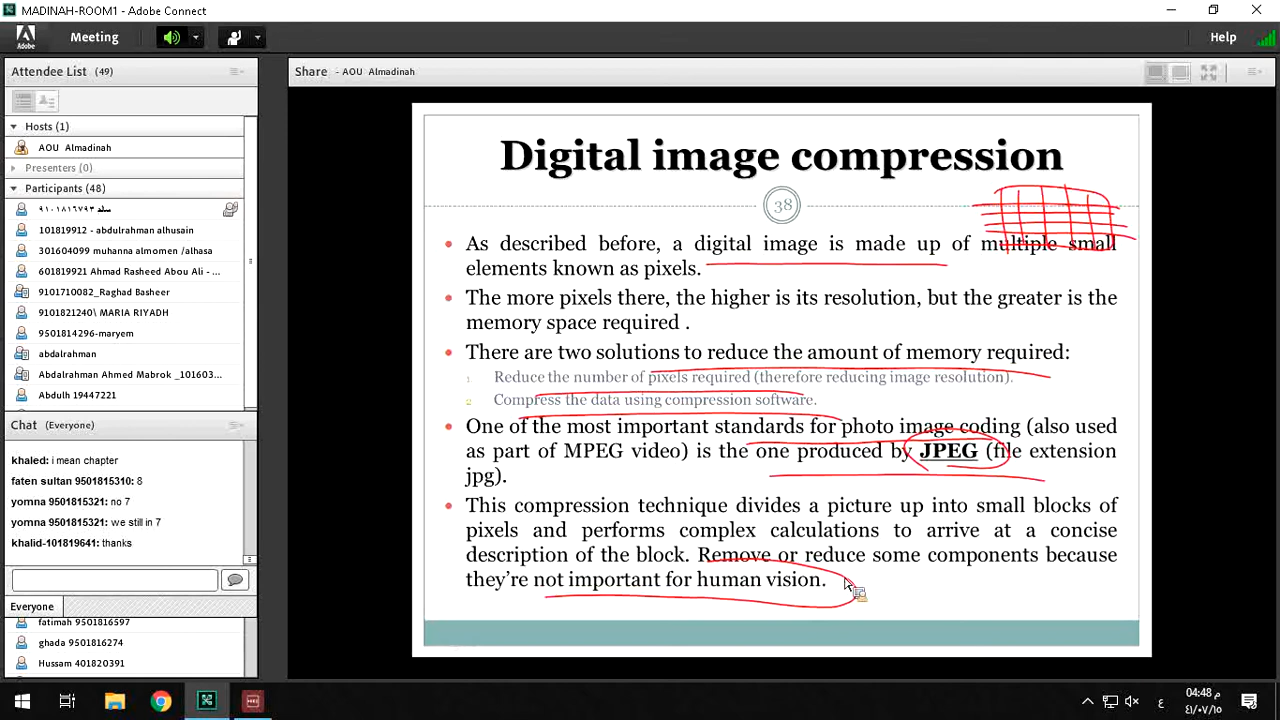 MADINAH-ROOM1 - Adobe Connect
Adobe
Meeting
Help
Attendee List (49)
Hosts (1)
AOU Almadinah
Presenters (0)
Participants (48)
٩١٠١٨١٦٧٩٣
101819912 - abdulrahman alhusin
301604099 muhanna almomen /alhasa
601819921 Ahmad Rasheed Abou Ali - ...
9101710082_Raghad Basheer
9101821240\ MARIA RIYADH
9501814296-maryem
abdalrahman
Abdalrahman Ahmed Mabrok _101603...
Abdulh 19447221
Chat (Everyone)
khaled: i mean chapter
faten sultan 9501815310: 8
yomna 9501815321: no 7
yomna 9501815321: we still in 7
khalid-101819641: thanks
Everyone
fatimah 9501816597
ghada 9501816274
Hussam 401820391
Share - AOU Almadinah
Digital image compression
38
• As described before, a digital image is made up of multiple small
elements known as pixels.
• The more pixels there, the higher is its resolution, but the greater is the
memory space required .
• There are two solutions to reduce the amount of memory required:
1. Reduce the number of pixels required (therefore reducing image resolution).
2. Compress the data using compression software.
• One of the most important standards for photo image coding (also used
as part of MPEG video) is the one produced by JPEG (file extension
jpg).
• This compression technique divides a picture up into small blocks of
pixels and performs complex calculations to arrive at a concise
description of the block. Remove or reduce some components because
they're not important for human vision.
ع
04:48 م
٤١/٠٧/١٥